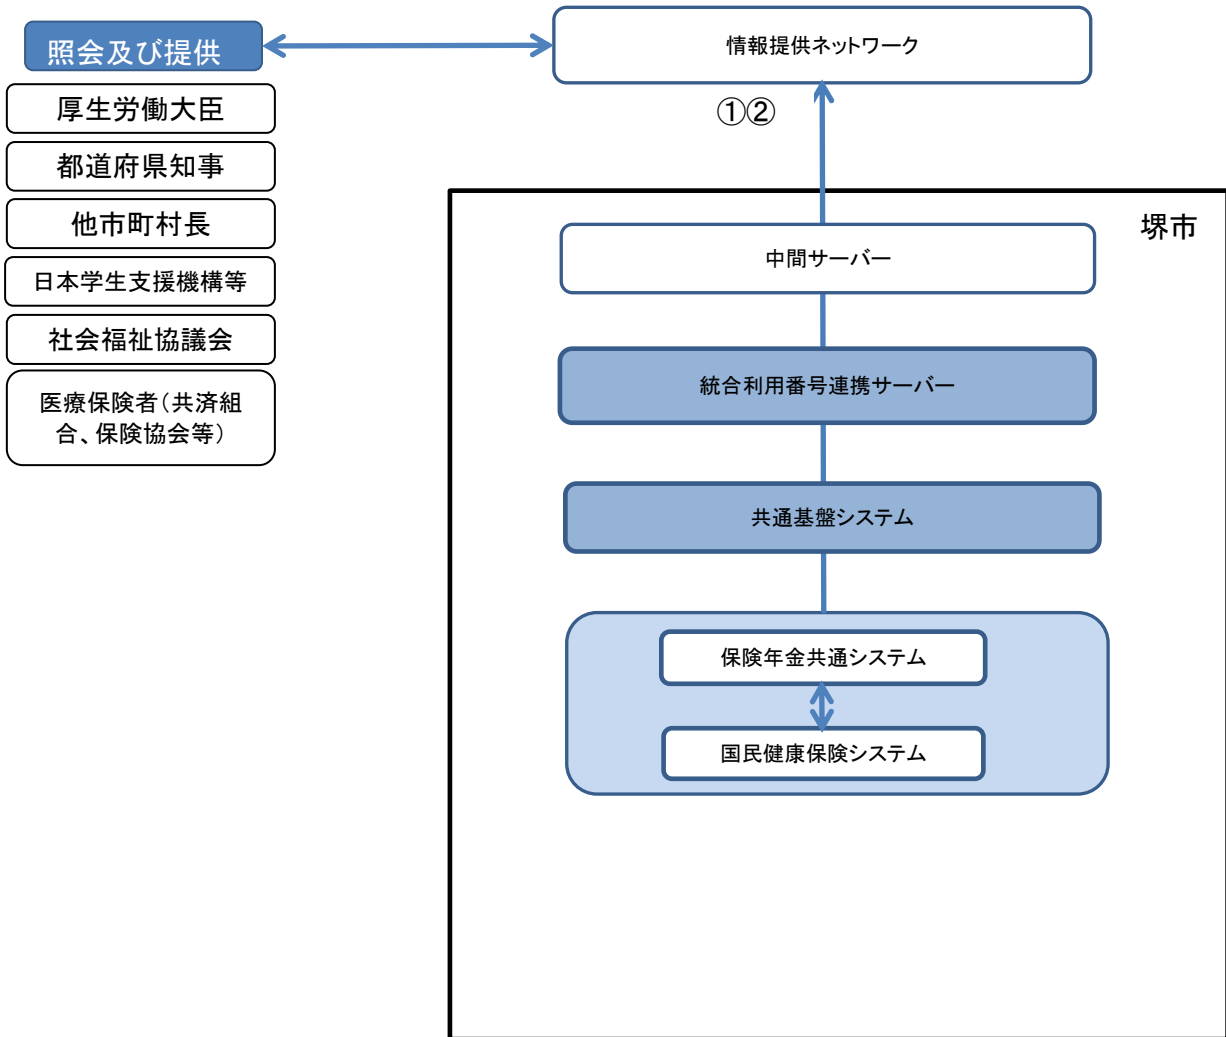 照会及び提供
情報提供ネットワーク
①②
厚生労働大臣
都道府県知事
他市町村長
日本学生支援機構等
社会福祉協議会
医療保険者（共済組
合、保険協会等）
堺市
中間サーバー
統合利用番号連携サーバー
共通基盤システム
保険年金共通システム
国民健康保険システム